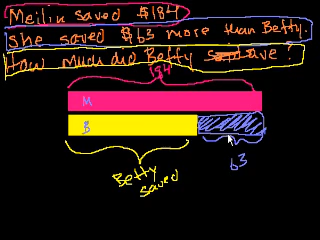 Meilin saved $184
She saved $63 more than Betty.
How much did Betty save?
184
M
B
Betty
saved
63